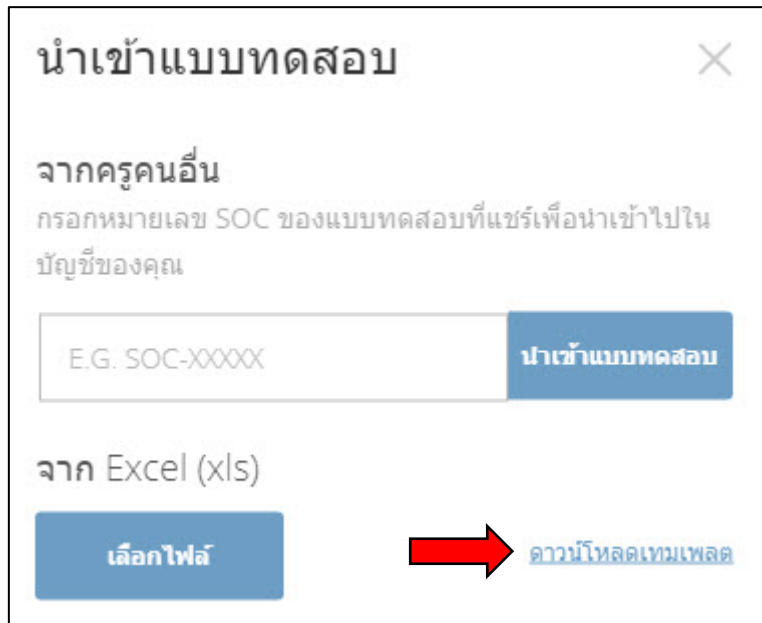 นำเข้าแบบทดสอบ
จากครูคนอื่น
กรอกหมายเลข SOC ของแบบทดสอบที่แชร์เพื่อนำเข้าไปใน
บัญชีของคุณ
E.G. SOC-XXXXX
นำเข้าแบบทดสอบ
จาก Excel (xls)
เลือกไฟล์
ดาวน์โหลดเทมเพลต